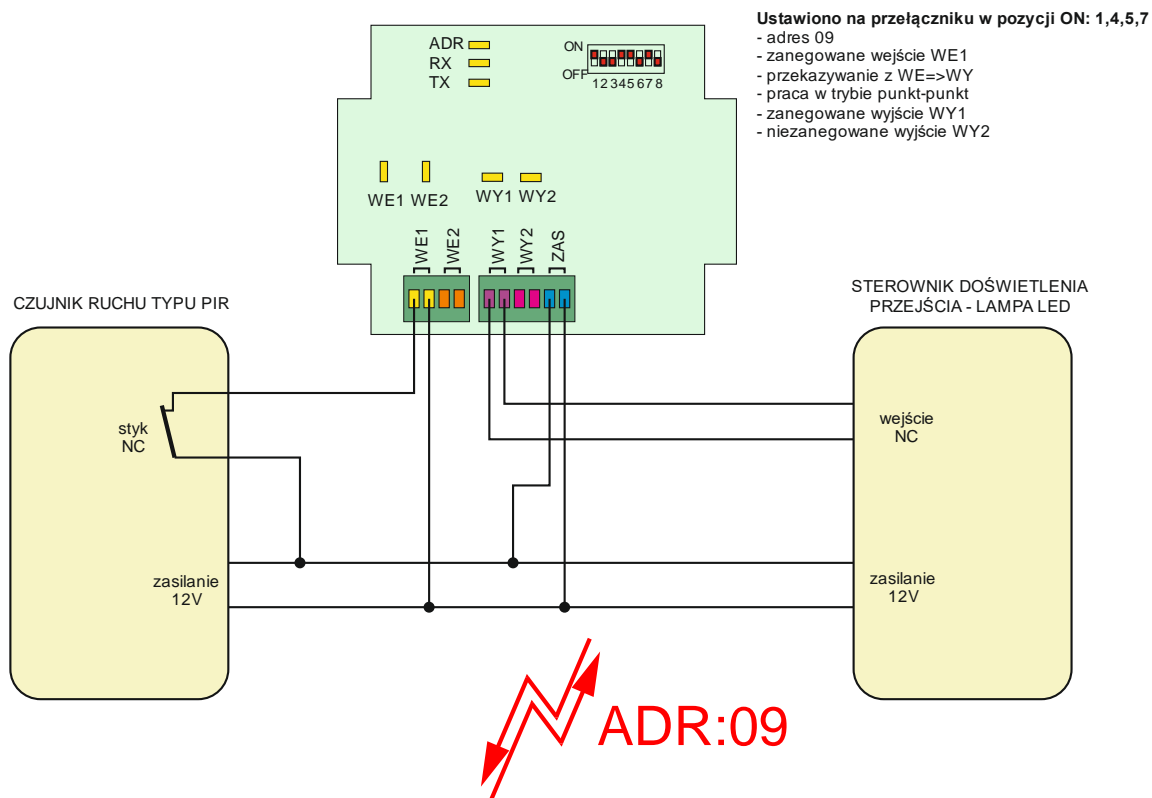 Ustawiono na przełączniku w pozycji ON: 1,4,5,7
- adres 09
- zanegowane wejście WE1
- przekazywanie z WE=>WY
- praca w trybie punkt-punkt
- zanegowane wyjście WY1
- niezanegowane wyjście WY2
ADR
RX
TX
ON
OFF
12345678
WE1 WE2
WY1 WY2
WE1
WE2
WY1
WY2
ZAS
CZUJNIK RUCHU TYPU PIR
styk
NC
zasilanie
12V
STEROWNIK DOŚWIETLENIA
PRZEJŚCIA - LAMPA LED
wejście
NC
zasilanie
12V
ADR:09